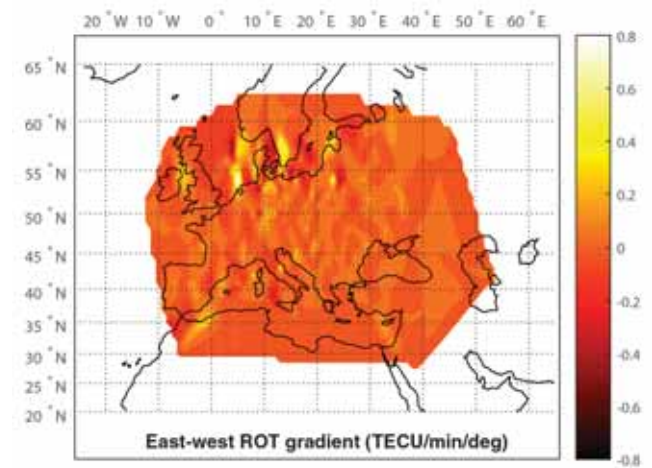 20 ° W 10 ° W 0 ° 10 ° E 20 ° E 30 ° E 40 ° E 50 ° E 60 ° E
65 ° N
60 ° N
55 ° N
50 ° N
45 ° N
40 ° N
35 ° N
30 ° N
25 ° N
20 ° N
East-west ROT gradient (TECU/min/deg)
0.8
0.6
0.4
0.2
0
-0.2
-0.4
-0.6
-0.8